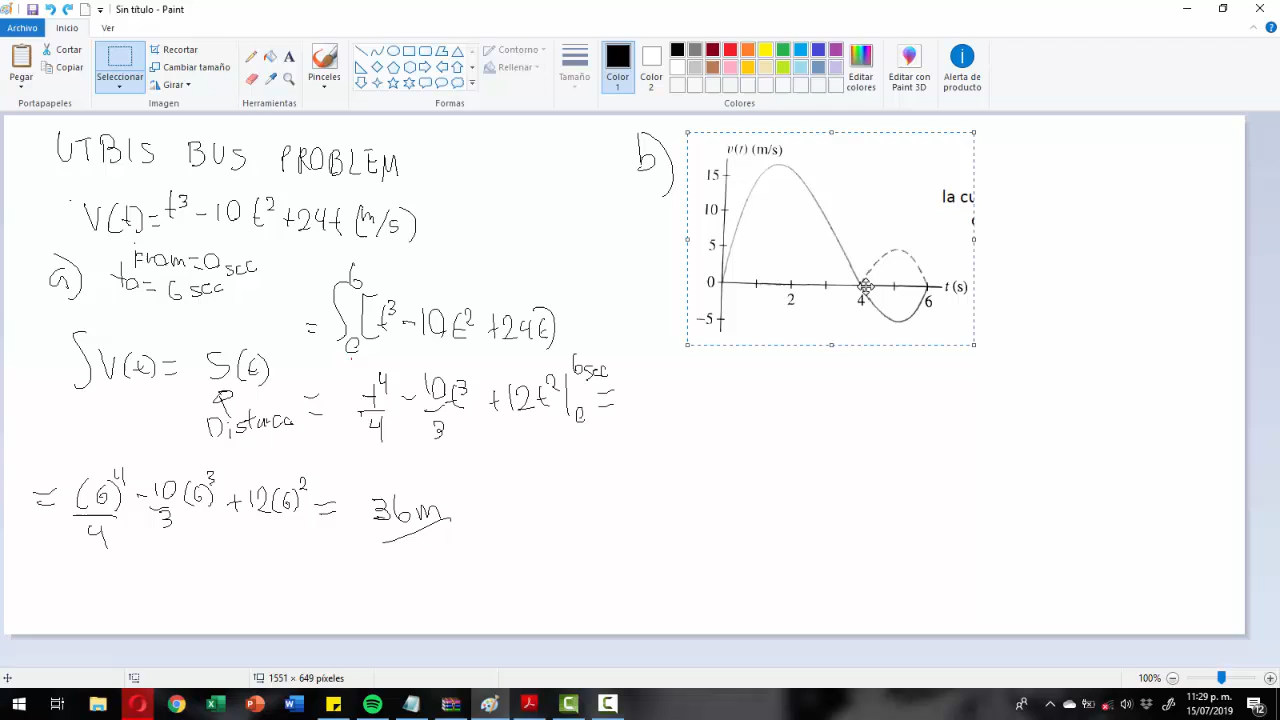 Sin título - Paint
Archivo Inicio Ver
Pegar
Cortar
Copiar
Portapapeles
Seleccionar
Recortar
Cambiar tamaño
Girar
Imagen
A
Herramientas
Pinceles
Contorno
Rellenar
Formas
Tamaño
Color 1
Color 2
Colores
Editar colores
Editar con Paint 3D
Alerta de producto
UTBIS BUS PROBLEM
V(t)=t³-10t²+24t (m/s)
a) from=0sec
to=6sec
∫V(t)= S(t)
Distance
= ∫ [t³-10t²+24t)
6
0
= t⁴/4 - 10t³/3 + 12t² | 6sec 0 =
= (6)⁴/4 - 10(6)³/3 + 12(6)² = 36m
b)
v(t) (m/s)
15
10
5
0
-5
2 4 6
t (s)
la cu
100%
1551 × 649 píxeles
11:29 p. m.
15/07/2019
12